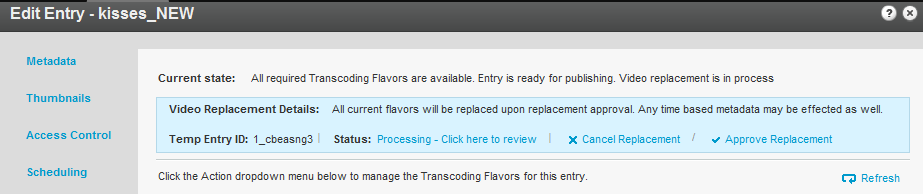 Edit Entry - kisses_NEW
Metadata
Thumbnails
Access Control
Scheduling
Current state: All required Transcoding Flavors are available. Entry is ready for publishing. Video replacement is in process
Video Replacement Details: All current flavors will be replaced upon replacement approval. Any time based metadata may be effected as well.
Temp Entry ID: 1_cbeasng3 | Status: Processing - Click here to review | Cancel Replacement / Approve Replacement
Click the Action dropdown menu below to manage the Transcoding Flavors for this entry.
Refresh